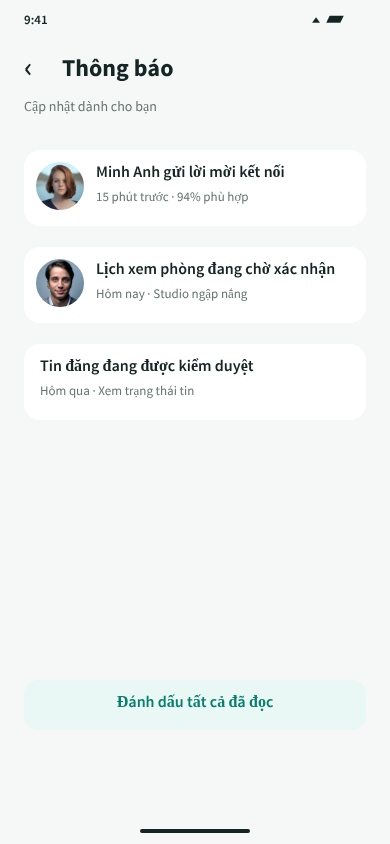 9:41
‹ Thông báo
Cập nhật dành cho bạn
Minh Anh gửi lời mời kết nối
15 phút trước · 94% phù hợp
Lịch xem phòng đang chờ xác nhận
Hôm nay · Studio ngập nắng
Tin đăng đang được kiểm duyệt
Hôm qua · Xem trạng thái tin
Đánh dấu tất cả đã đọc